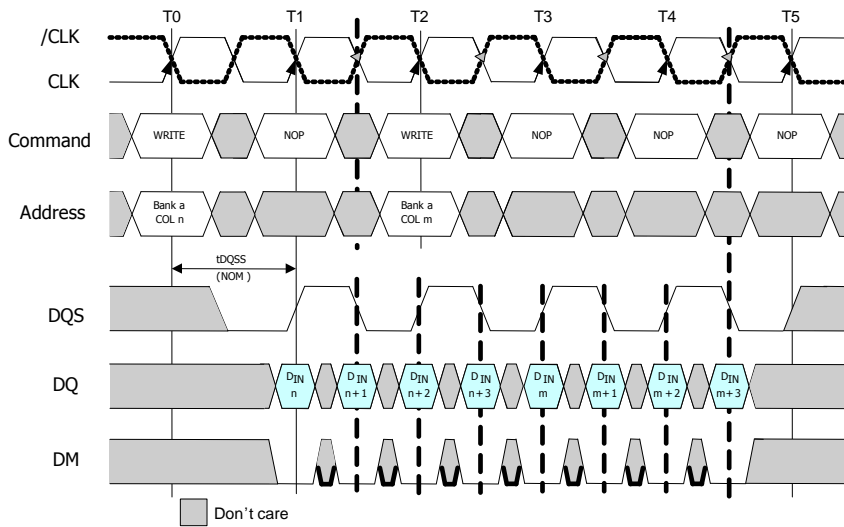 T0 T1 T2 T3 T4 T5
/CLK
CLK
Command WRITE NOP WRITE NOP NOP NOP
Address
Bank a
COL n
Bank a
COL m
tDQSS
(NOM )
DQS
DQ
DIN
n
DIN
n+1
DIN
n+2
DIN
n+3
DIN
m
DIN
m+1
DIN
m+2
DIN
m+3
DM
Don't care